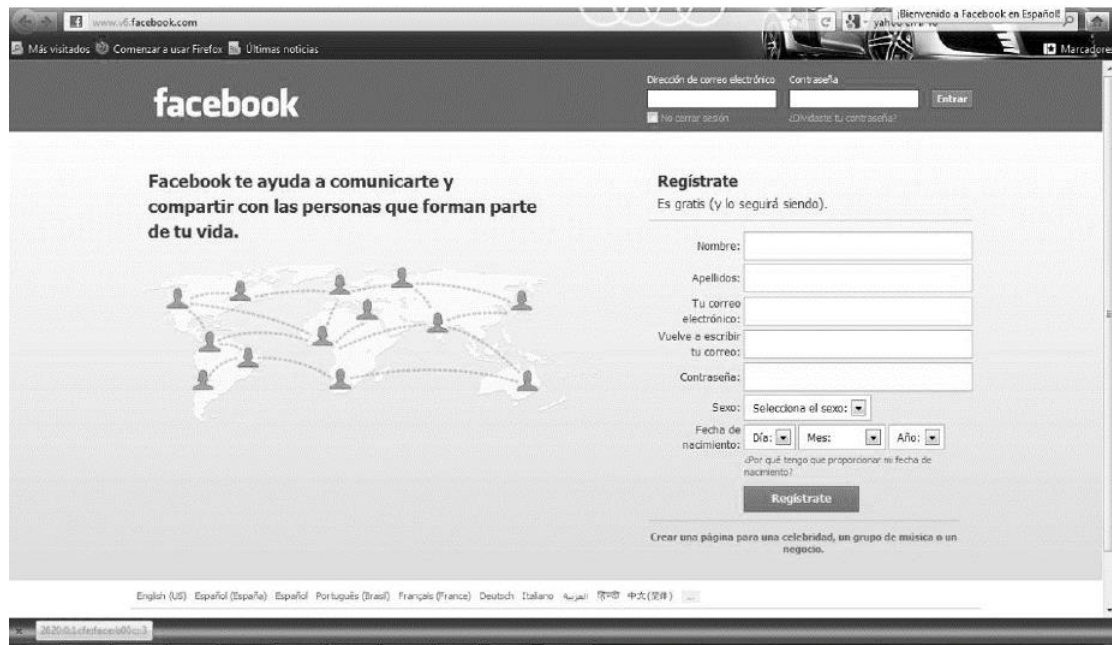 www.v6.facebook.com
¡Bienvenido a Facebook en Español!
Más visitados Comenzar a usar Firefox Últimas noticias
Marcadores
Dirección de correo electrónico Contraseña
facebook
Entrar
No cerrar sesión ¿Olvidaste tu contraseña?
Facebook te ayuda a comunicarte y
compartir con las personas que forman parte
de tu vida.
Regístrate
Es gratis (y lo seguirá siendo).
Nombre:
Apellidos:
Tu correo
electrónico:
Vuelve a escribir
tu correo:
Contraseña:
Sexo: Selecciona el sexo:
Fecha de
nacimiento:
Día: Mes: Año:
¿Por qué tengo que proporcionar mi fecha de
nacimiento?
Regístrate
Crear una página para una celebridad, un grupo de música o un
negocio.
English (US) Español (España) Español Português (Brasil) Français (France) Deutsch Italiano العربية हिन्दी 中文(简体) ...